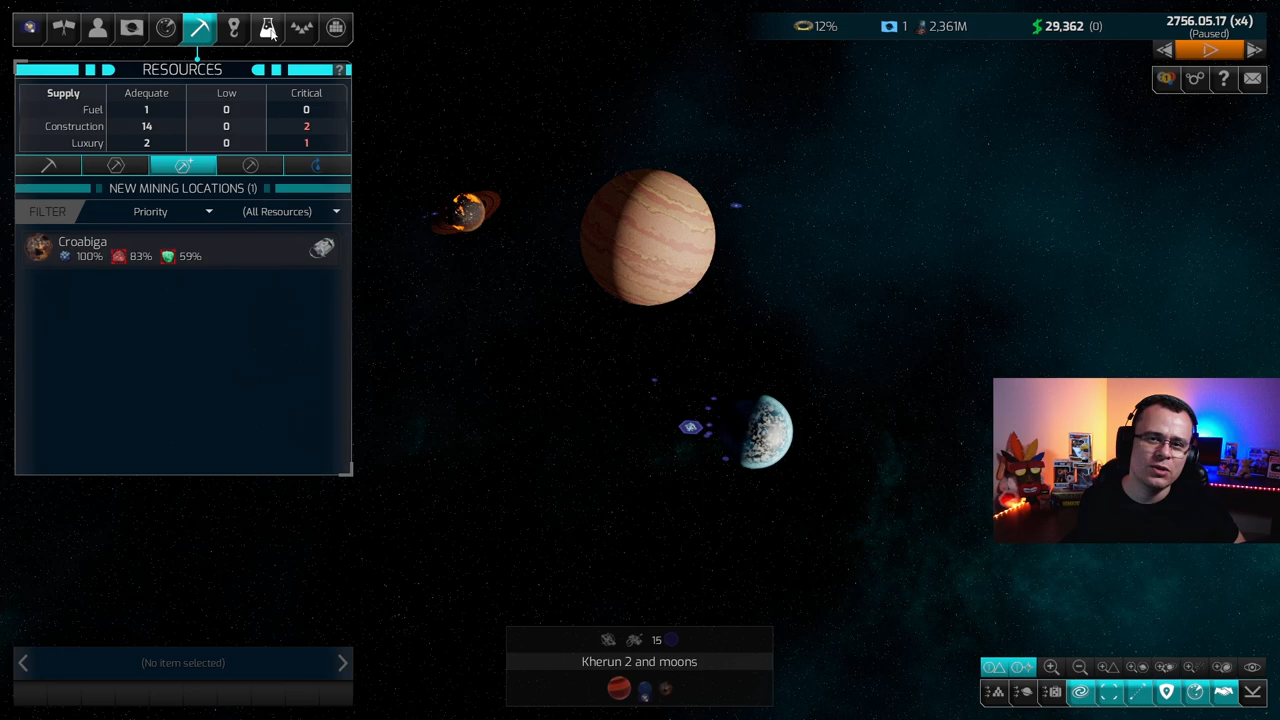 12%
1
2,361M
$ 29,362 (0)
2756.05.17 (x4)
(Paused)
RESOURCES
?
Supply Adequate Low Critical
Fuel 1 0 0
Construction 14 0 2
Luxury 2 0 1
NEW MINING LOCATIONS (1)
FILTER Priority (All Resources)
Croabiga
100% 83% 59%
1
?
15
Kherun 2 and moons
(No item selected)